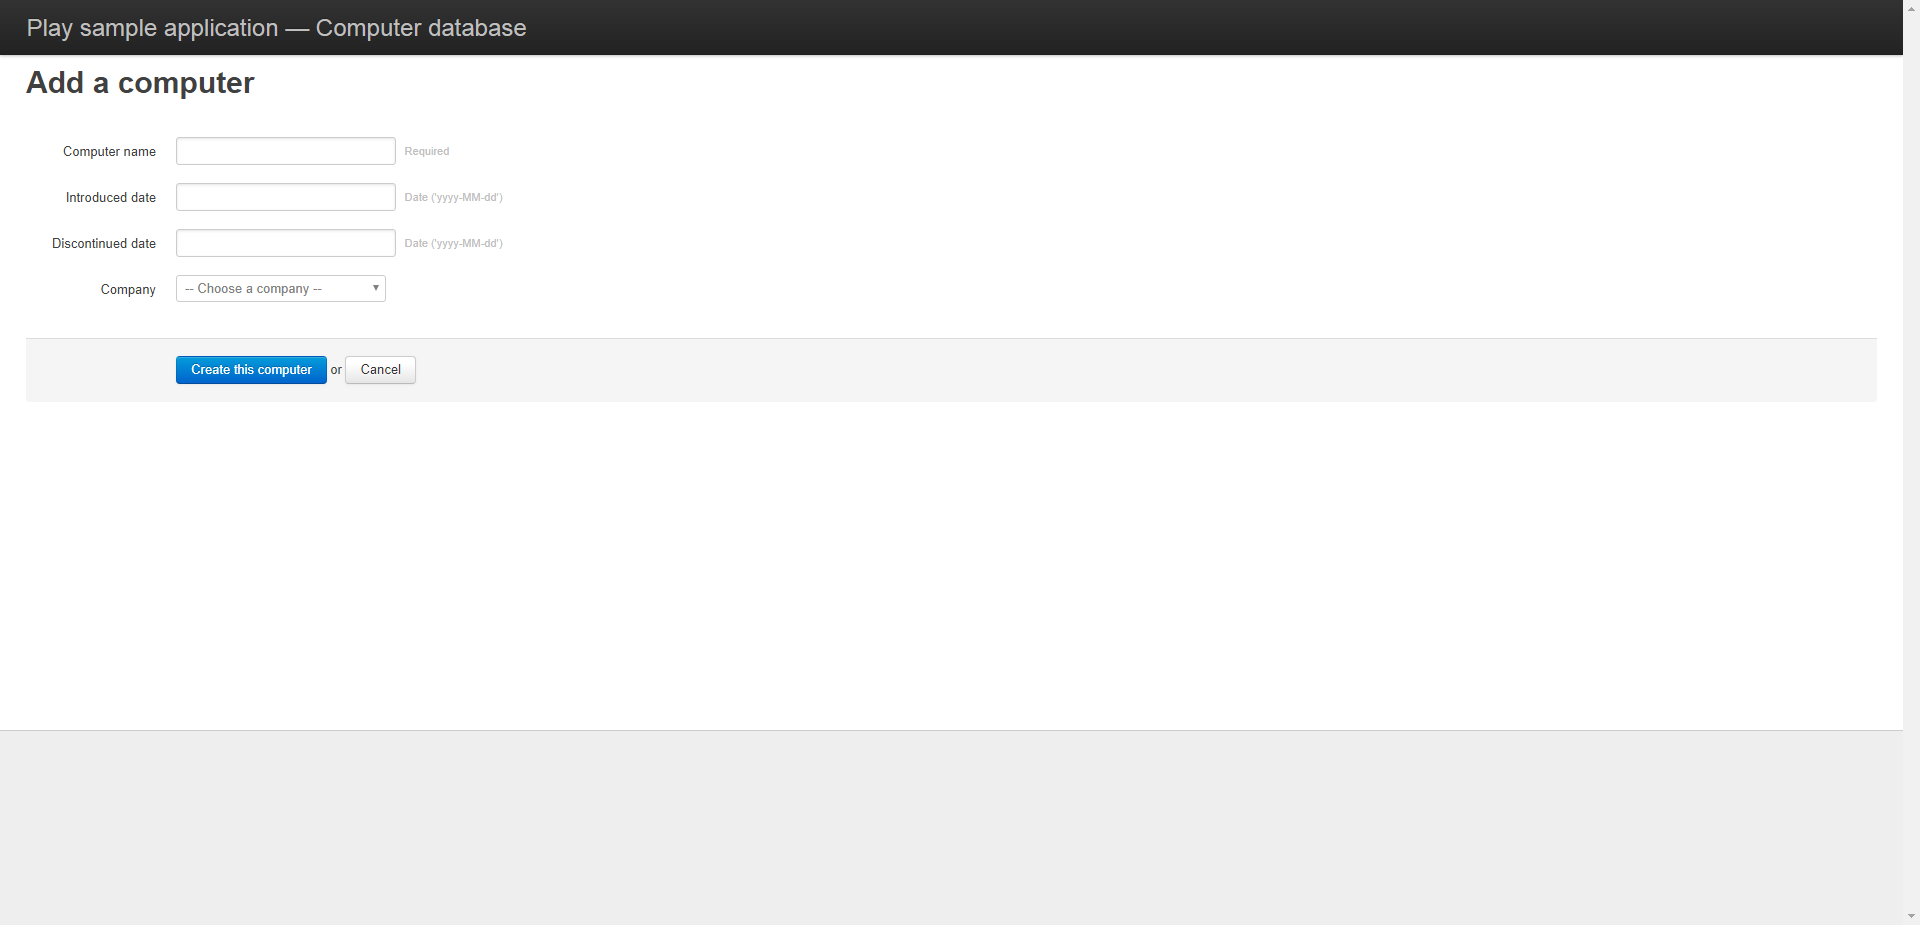 Play sample application — Computer database
Add a computer
Computer name Required
Introduced date Date ('yyyy-MM-dd')
Discontinued date Date ('yyyy-MM-dd')
Company -- Choose a company --
Create this computer or Cancel